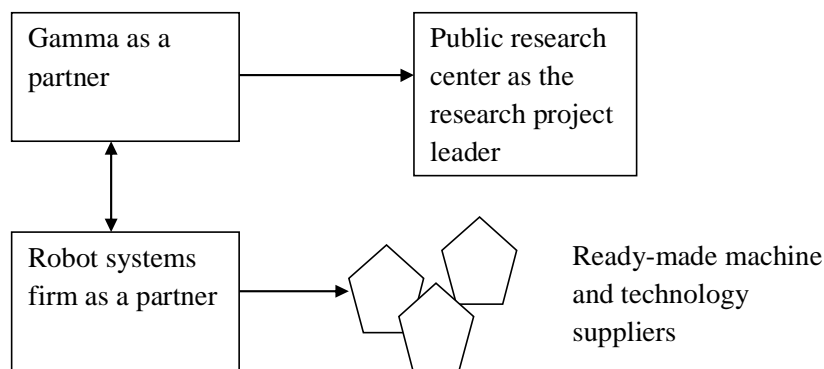 Gamma as a
partner
Public research
center as the
research project
leader
Robot systems
firm as a partner
Ready-made machine
and technology
suppliers